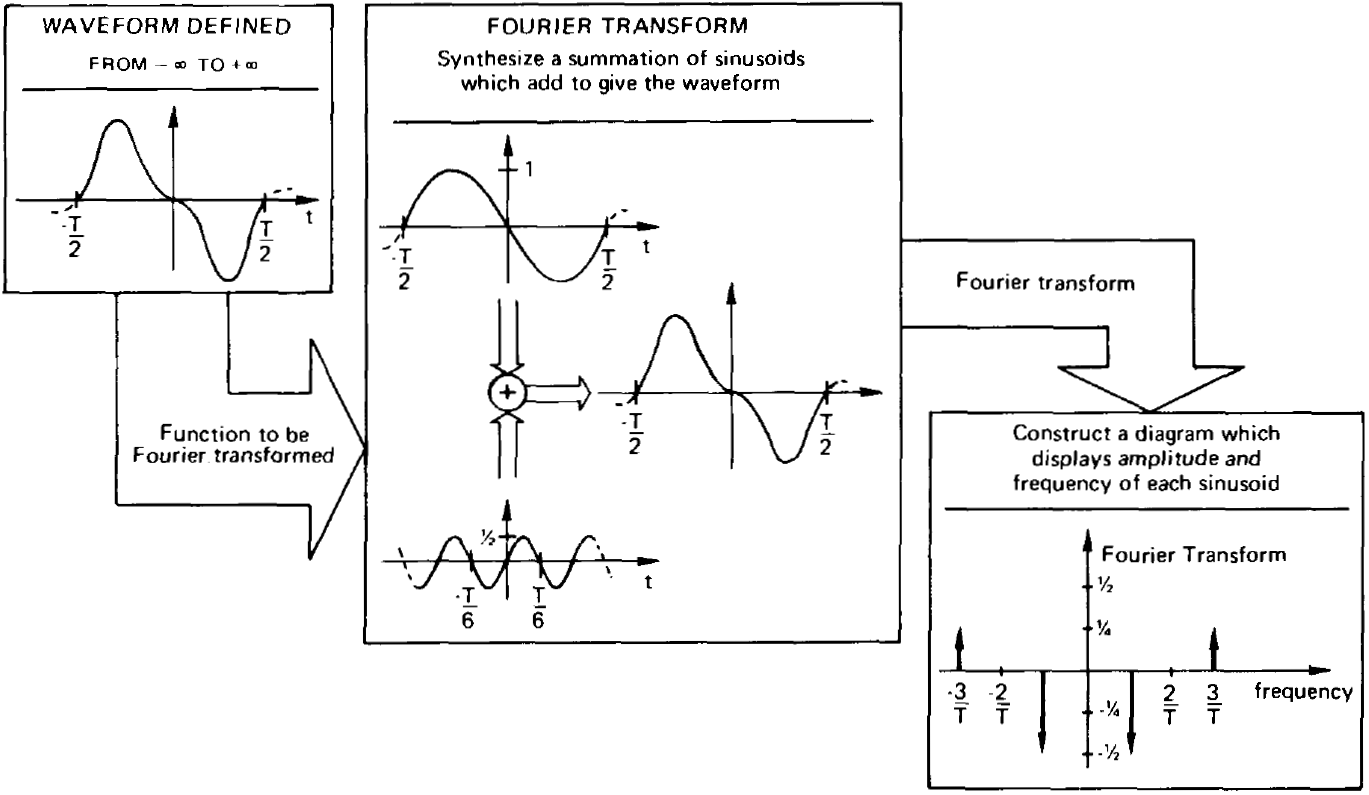 WAVEFORM DEFINED
FROM – ∞ TO + ∞
t
-T/2
T/2
FOURIER TRANSFORM
Synthesize a summation of sinusoids
which add to give the waveform
1
t
-T/2
T/2
+
-T/2
T/2
½
t
-T/6
T/6
Function to be
Fourier transformed
Fourier transform
Construct a diagram which
displays amplitude and
frequency of each sinusoid
Fourier Transform
½
¼
-3/T
-2/T
2/T
3/T
frequency
-¼
-½